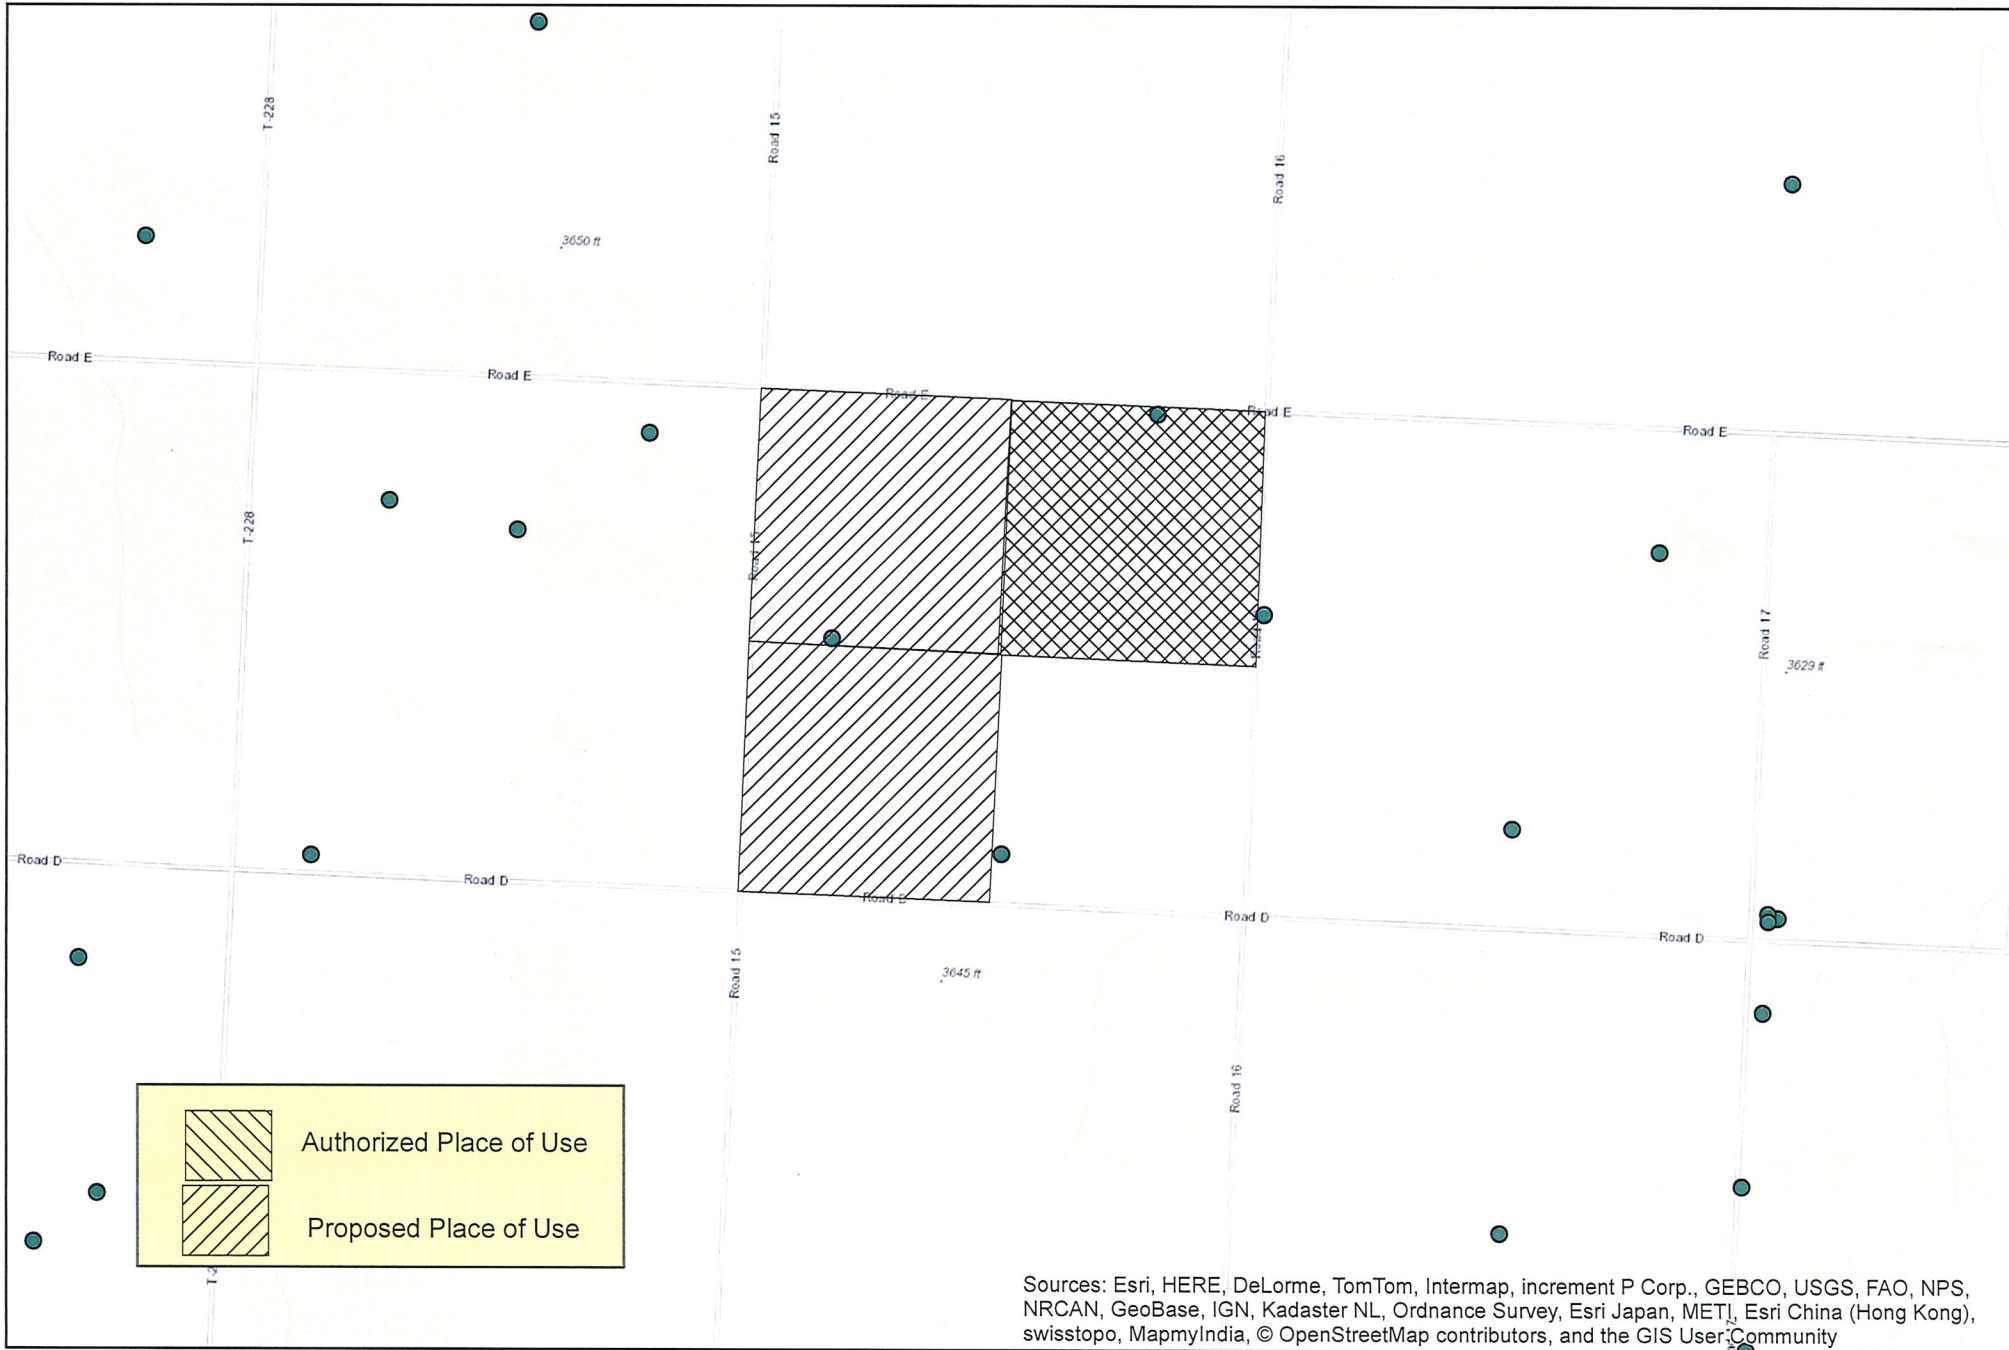 T-228
Road 15
Road 16
3650 ft
Road E
Road E
Road E
Road E
Road E
T-228
Road 15
Road 17
3629 ft
Road D
Road D
Road D
Road D
Road D
Road 15
3645 ft
Road 16
Authorized Place of Use
Proposed Place of Use
Sources: Esri, HERE, DeLorme, TomTom, Intermap, increment P Corp., GEBCO, USGS, FAO, NPS,
NRCAN, GeoBase, IGN, Kadaster NL, Ordnance Survey, Esri Japan, METI, Esri China (Hong Kong),
swisstopo, MapmyIndia, © OpenStreetMap contributors, and the GIS User Community